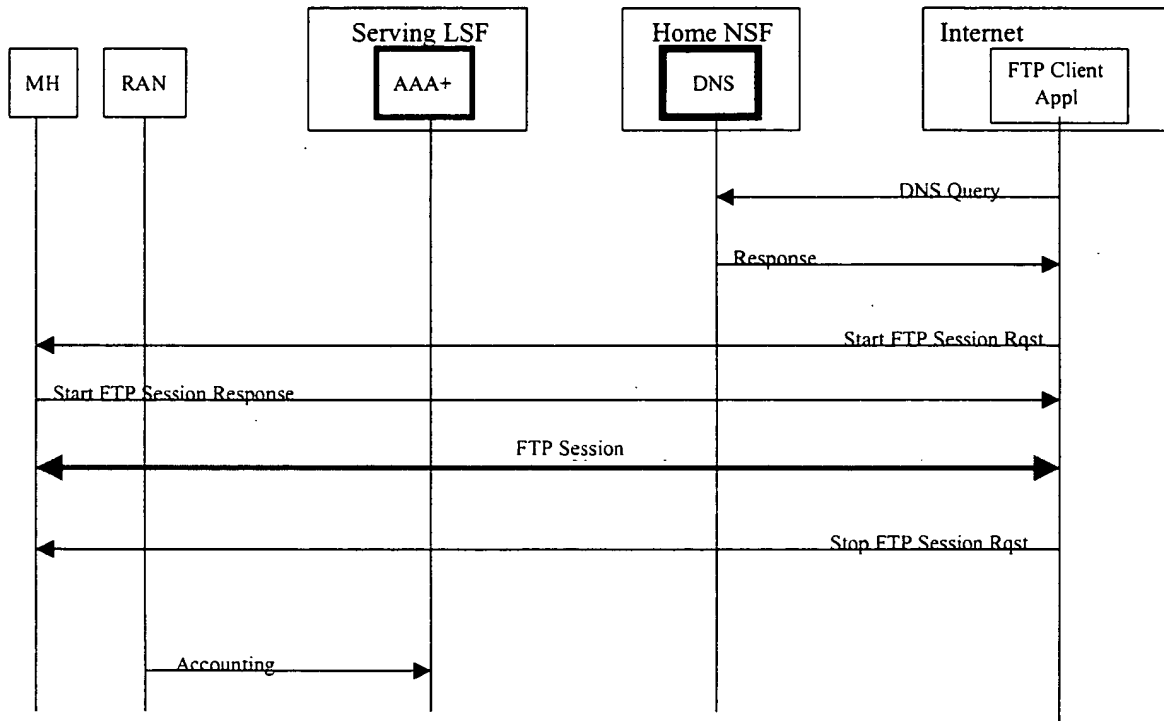 Serving LSF
Home NSF
Internet
MH
RAN
AAA+
DNS
FTP Client
Appl
DNS Query
Response
Start FTP Session Rqst
Start FTP Session Response
FTP Session
Stop FTP Session Rqst
Accounting